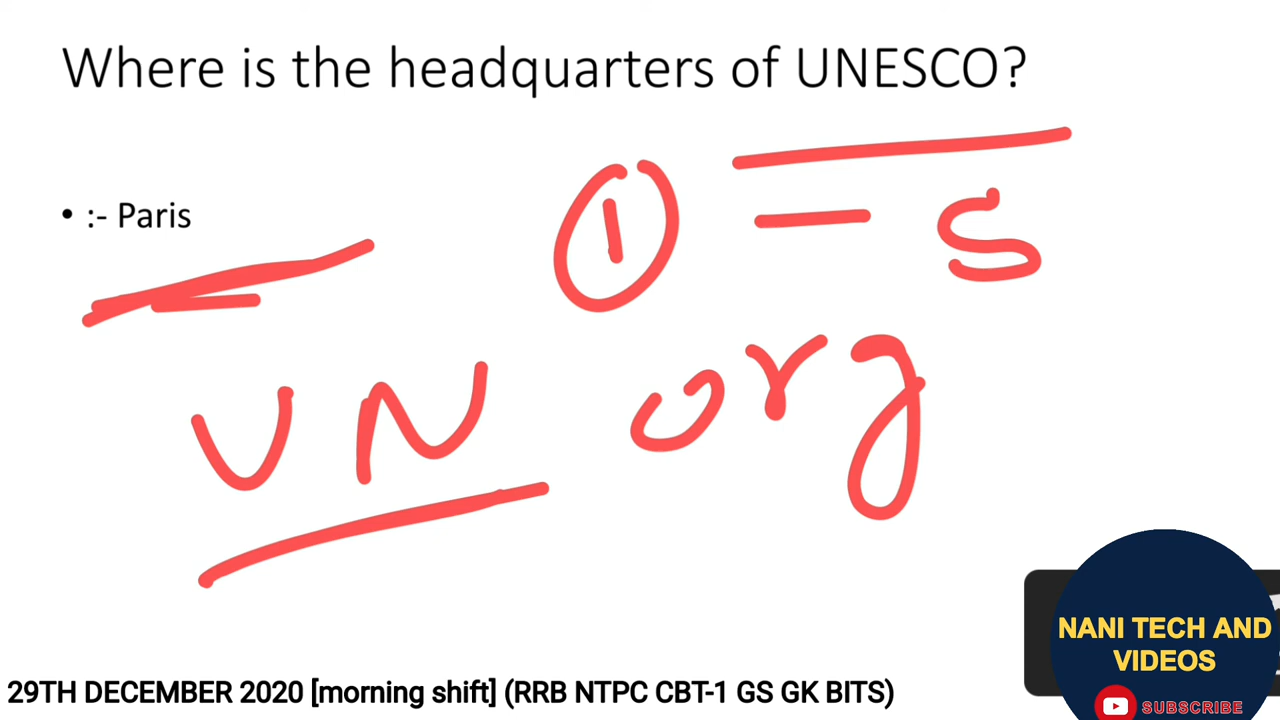 Where is the headquarters of UNESCO?
• :- Paris
1 - S
UN org
NANI TECH AND
VIDEOS
SUBSCRIBE
29TH DECEMBER 2020 [morning shift] (RRB NTPC CBT-1 GS GK BITS)